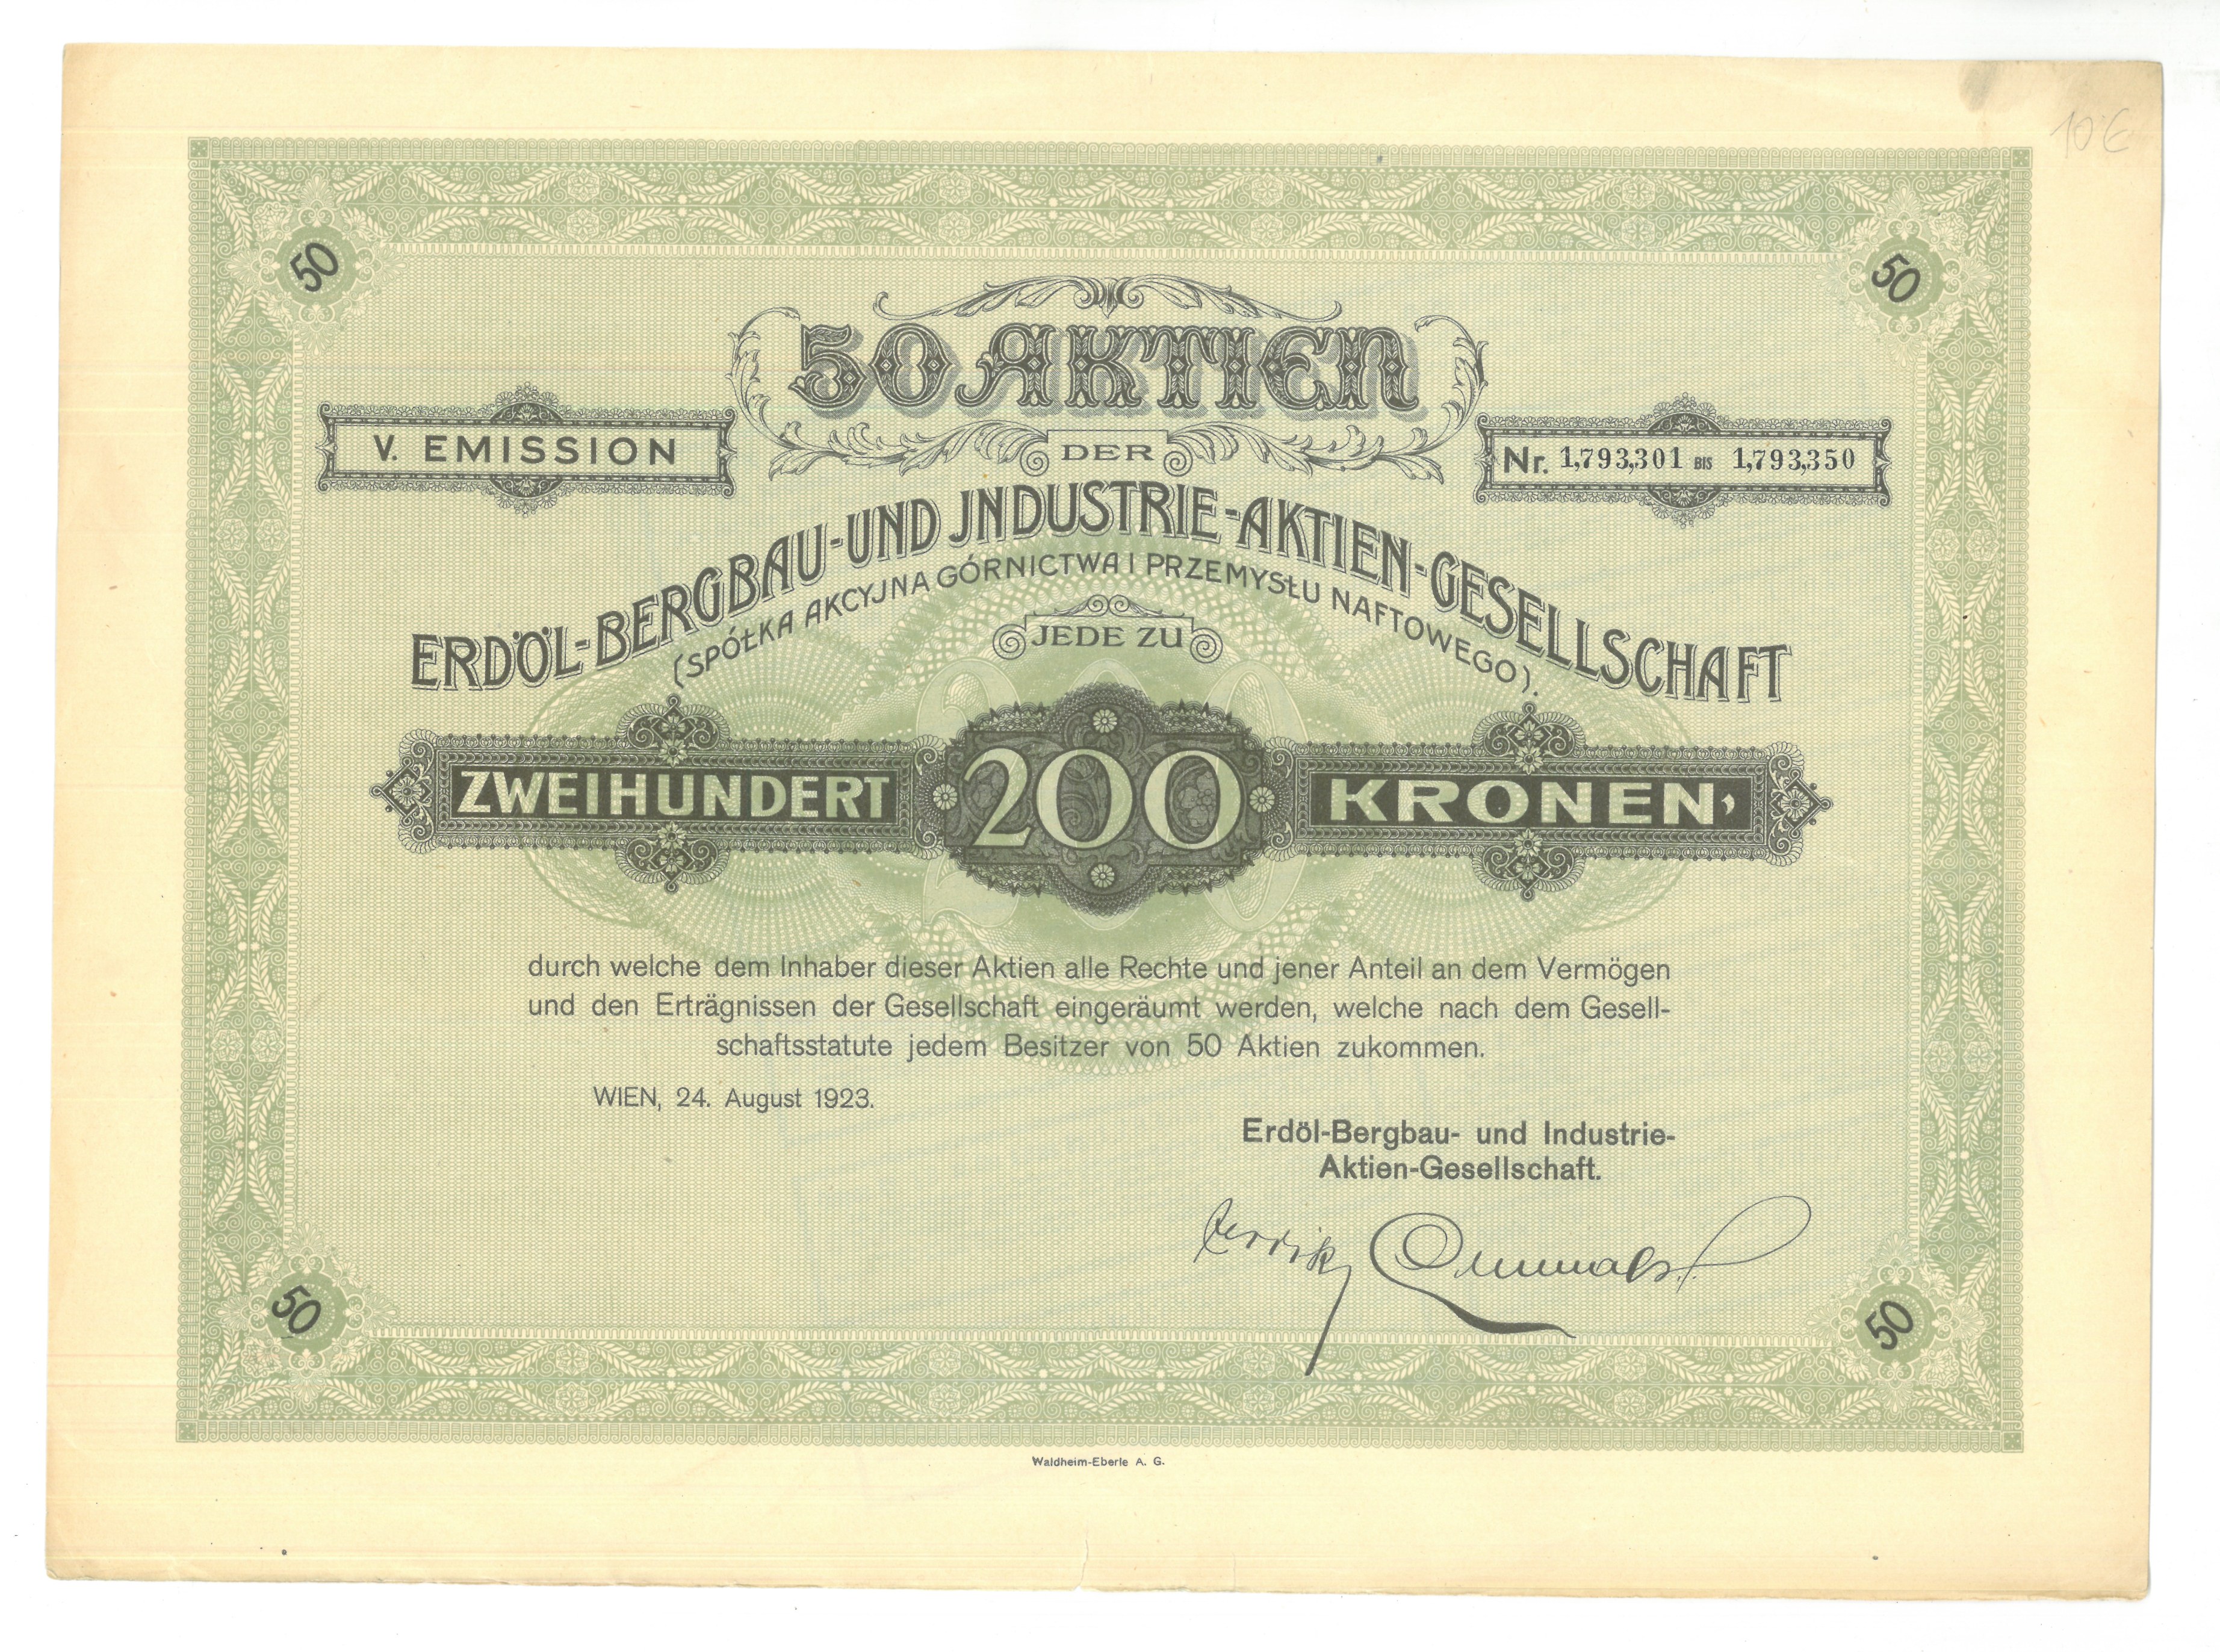 10 €
50
50
50 AKTIEN
V. EMISSION
DER
Nr. 1,793,301 BIS 1,793,350
ERDÖL-BERGBAU-UND JNDUSTRIE-AKTIEN-GESELLSCHAFT
(SPÓŁKA AKCYJNA GÓRNICTWA I PRZEMYSŁU NAFTOWEGO).
JEDE ZU
200
ZWEIHUNDERT 200 KRONEN,
durch welche dem Inhaber dieser Aktien alle Rechte und jener Anteil an dem Vermögen
und den Erträgnissen der Gesellschaft eingeräumt werden, welche nach dem Gesell-
schaftsstatute jedem Besitzer von 50 Aktien zukommen.
WIEN, 24. August 1923.
Erdöl-Bergbau- und Industrie-
Aktien-Gesellschaft.
50
50
Waldheim-Eberle A. G.